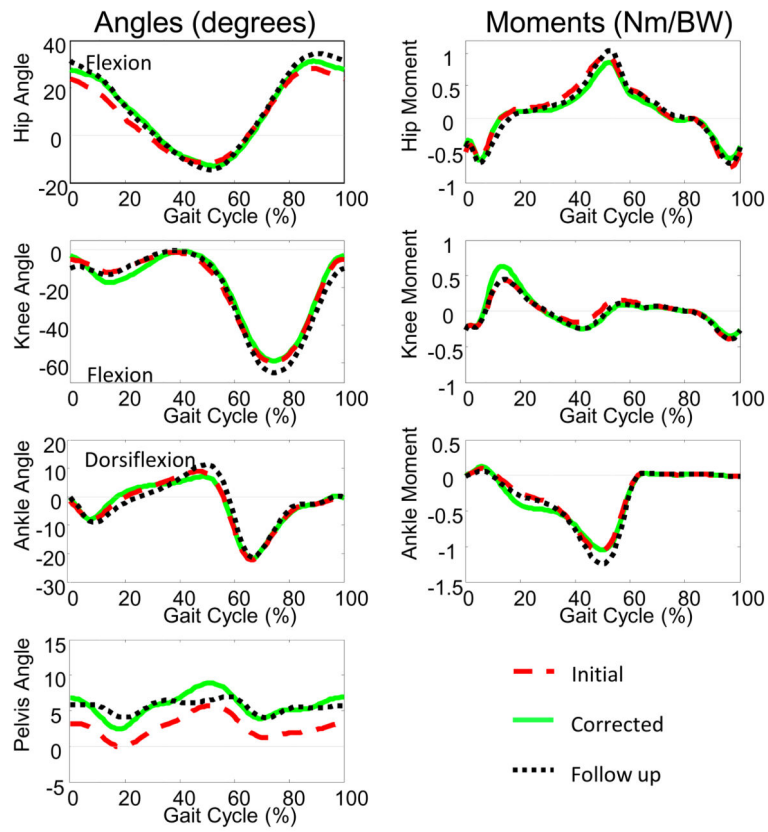 Angles (degrees)
Moments (Nm/BW)
Hip Angle
40
20
0
-20
Flexion
0 20 40 60 80 100
Gait Cycle (%)
Hip Moment
1
0.5
0
-0.5
-1
0 20 40 60 80 100
Gait Cycle (%)
Knee Angle
0
-20
-40
-60
Flexion
0 20 40 60 80 100
Gait Cycle (%)
Knee Moment
1
0.5
0
-0.5
-1
0 20 40 60 80 100
Gait Cycle (%)
Ankle Angle
20
10
0
-10
-20
-30
Dorsiflexion
0 20 40 60 80 100
Gait Cycle (%)
Ankle Moment
0.5
0
-0.5
-1
-1.5
0 20 40 60 80 100
Gait Cycle (%)
Pelvis Angle
15
10
5
0
-5
0 20 40 60 80 100
Gait Cycle (%)
Initial
Corrected
Follow up